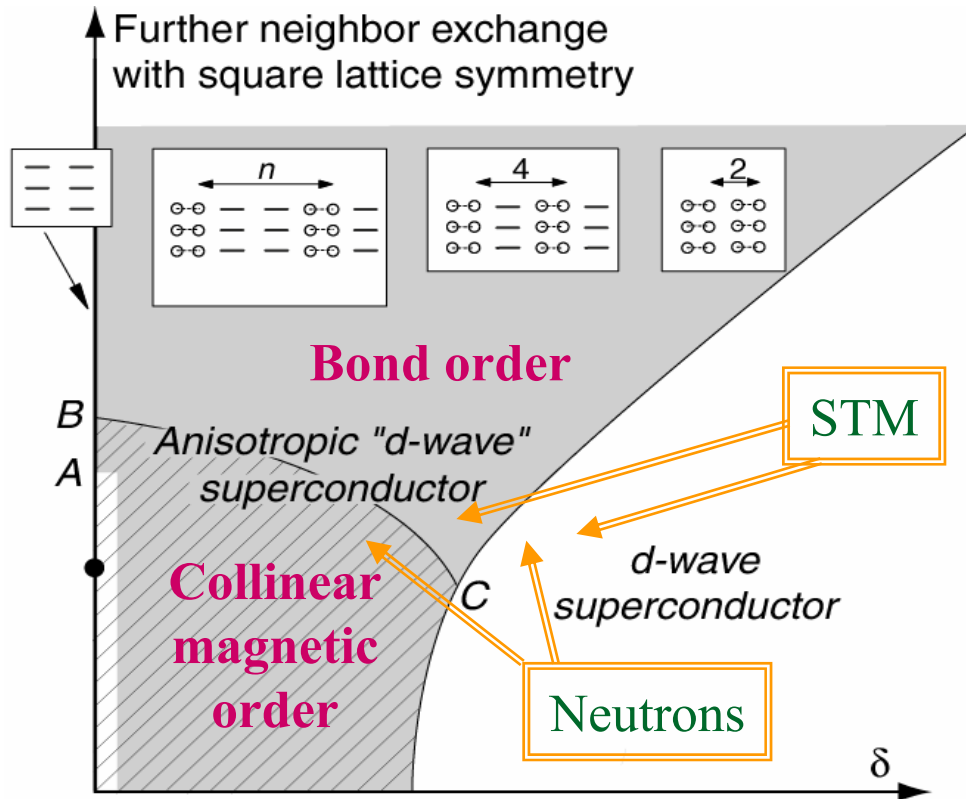 Further neighbor exchange
with square lattice symmetry
n
4
2
Bond order
STM
B
Anisotropic "d-wave"
superconductor
A
d-wave
superconductor
Collinear
magnetic
order
C
Neutrons
δ